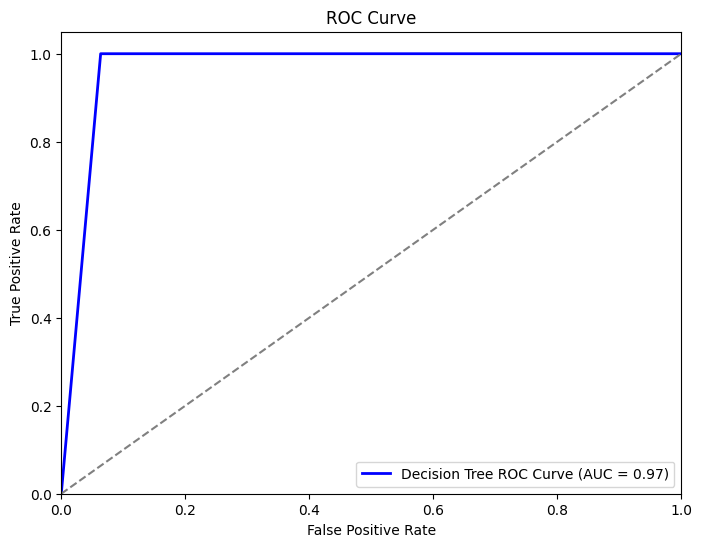 ROC Curve
1.0
0.8
0.6
0.4
0.2
0.0
True Positive Rate
Decision Tree ROC Curve (AUC = 0.97)
0.0 0.2 0.4 0.6 0.8 1.0
False Positive Rate